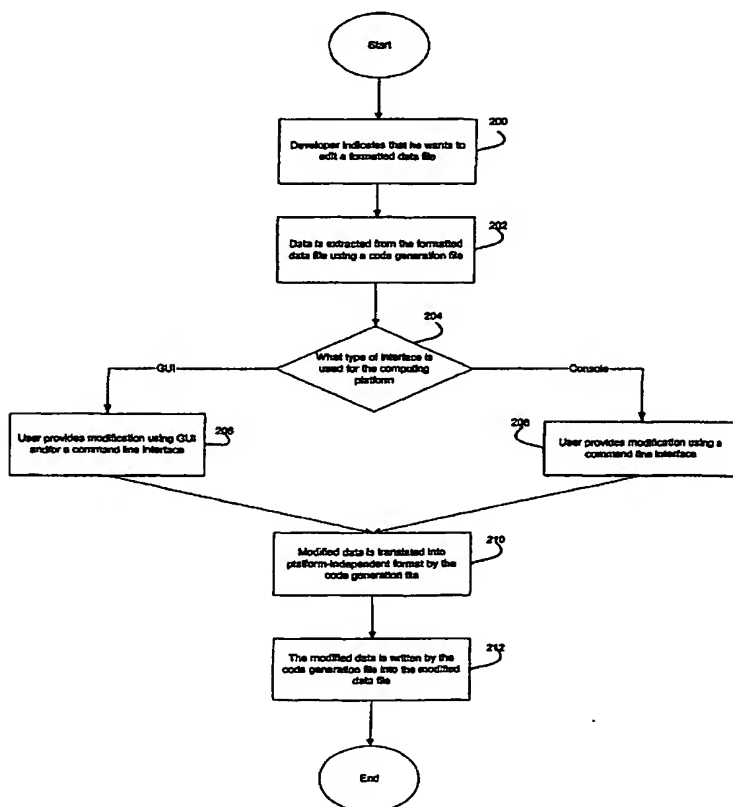 Start
200
Developer indicates that he wants to
edit a formatted data file
202
Data is extracted from the formatted
data file using a code generation file
204
What type of interface is
used for the computing
platform
GUI
Console
User provides modification using GUI
and/or a command line interface
206
User provides modification using a
command line interface
210
Modified data is translated into
platform-independent format by the
code generation file
212
The modified data is written by the
code generation file into the modified
data file
End